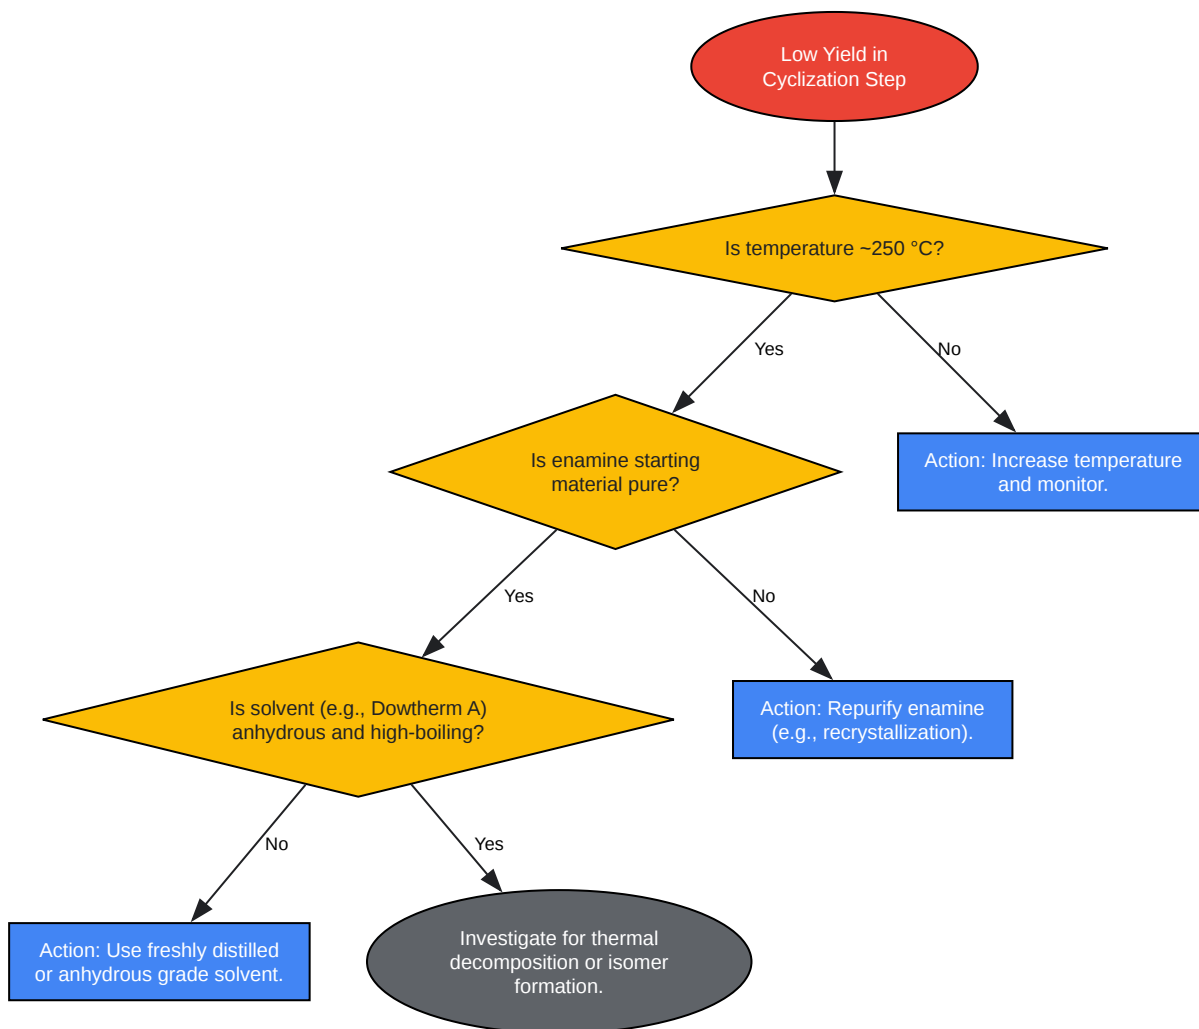 Low Yield in
Cyclization Step
Is temperature ~250 °C?
Yes
No
Is enamine starting
material pure?
Action: Increase temperature
and monitor.
Yes
No
Is solvent (e.g., Dowtherm A)
anhydrous and high-boiling?
Action: Repurify enamine
(e.g., recrystallization).
No
Yes
Action: Use freshly distilled
or anhydrous grade solvent.
Investigate for thermal
decomposition or isomer
formation.